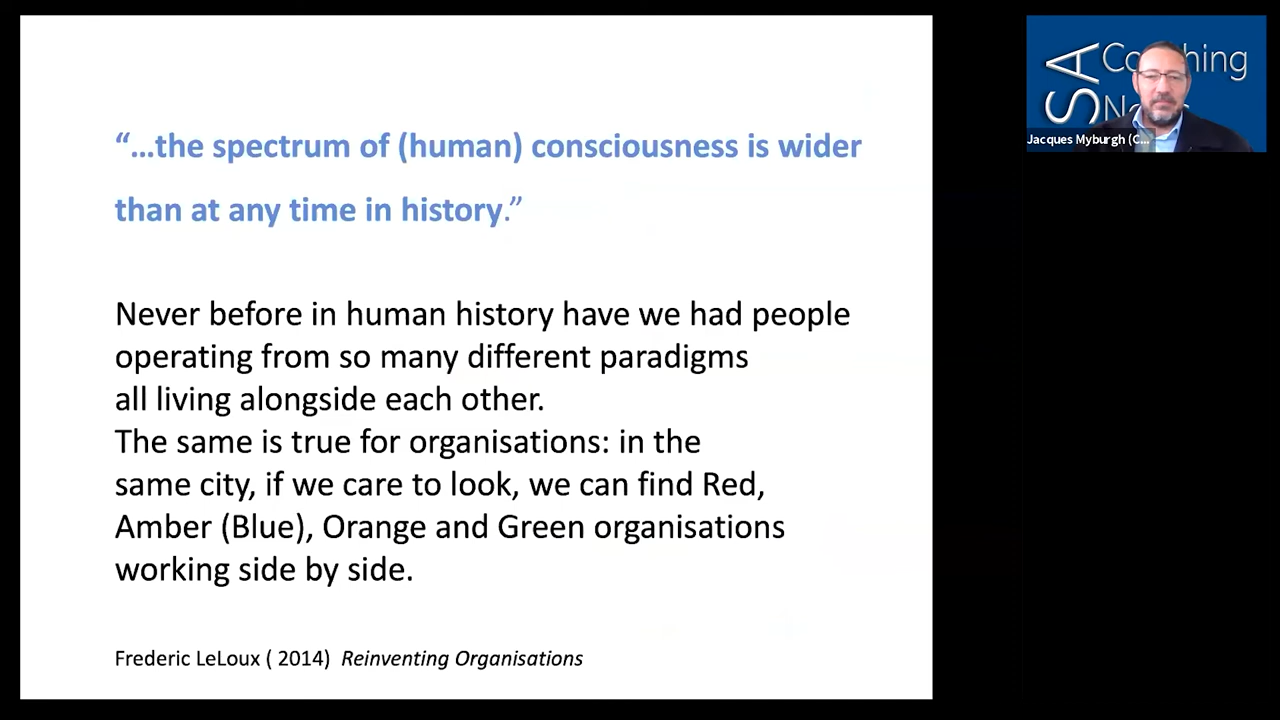 “...the spectrum of (human) consciousness is wider
than at any time in history.”
Never before in human history have we had people
operating from so many different paradigms
all living alongside each other.
The same is true for organisations: in the
same city, if we care to look, we can find Red,
Amber (Blue), Orange and Green organisations
working side by side.
Frederic LeLoux ( 2014) Reinventing Organisations
SA
Jacques Myburgh (C...